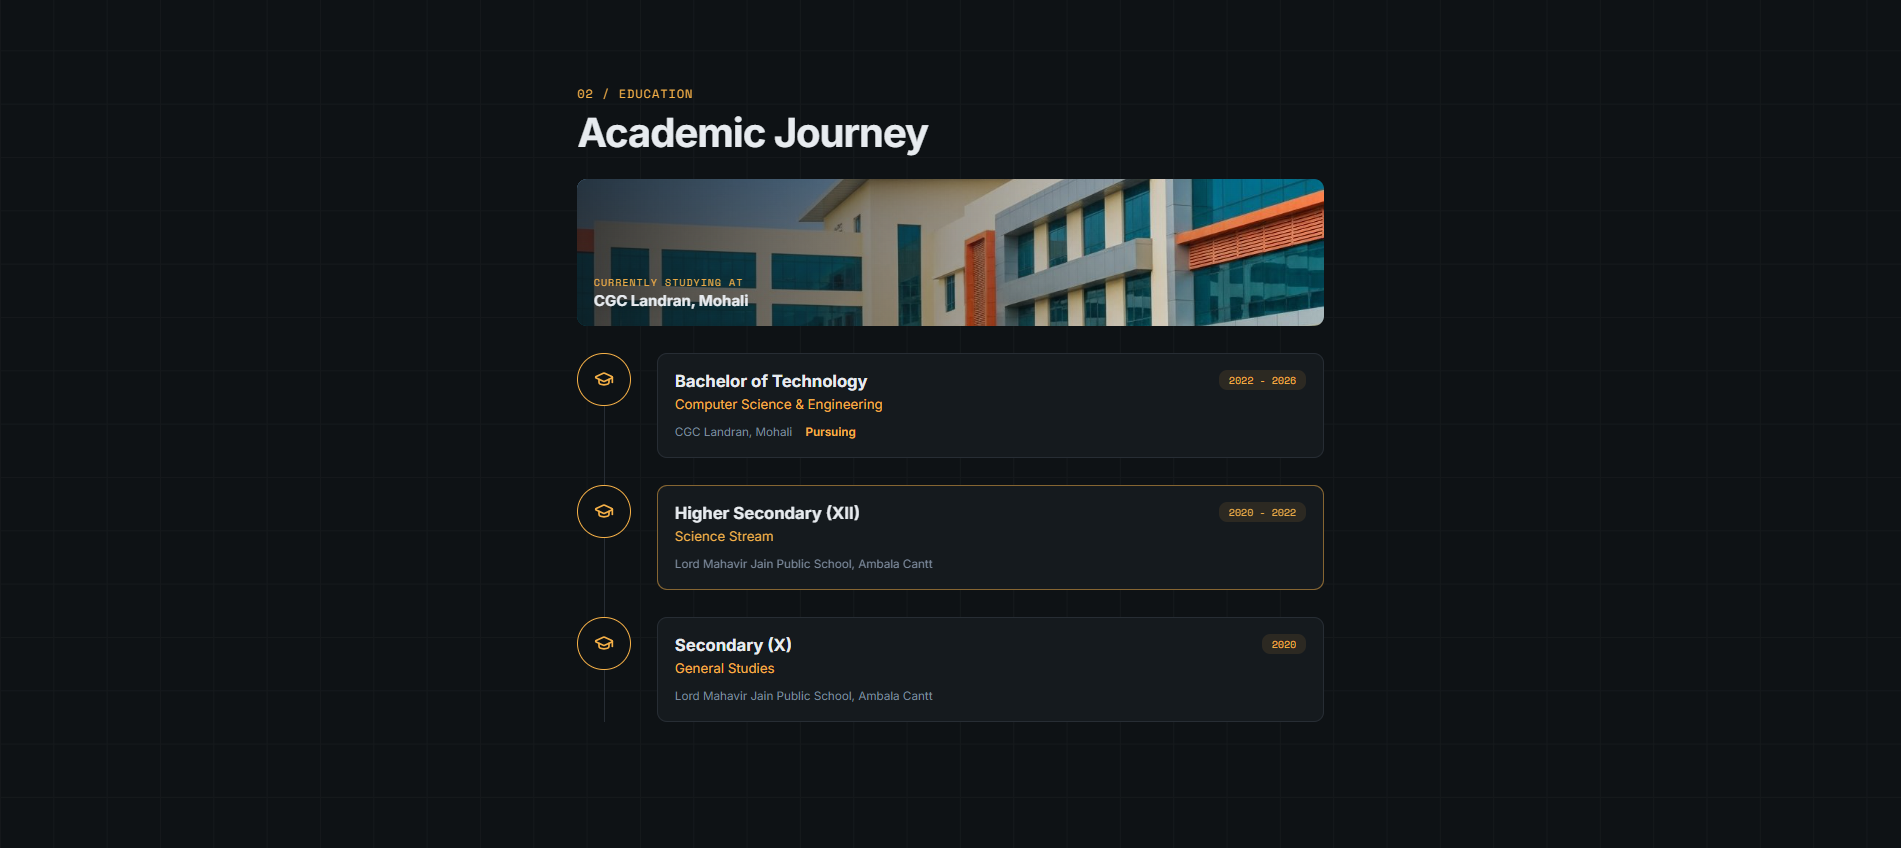 02 / EDUCATION
Academic Journey
CURRENTLY STUDYING AT
CGC Landran, Mohali
Bachelor of Technology
2022 - 2026
Computer Science & Engineering
CGC Landran, Mohali Pursuing
Higher Secondary (XII)
2020 - 2022
Science Stream
Lord Mahavir Jain Public School, Ambala Cantt
Secondary (X)
2020
General Studies
Lord Mahavir Jain Public School, Ambala Cantt